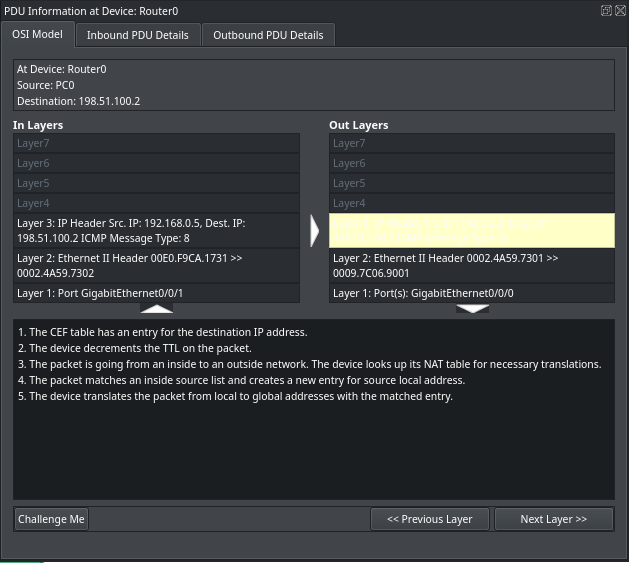 PDU Information at Device: Router0
OSI Model
Inbound PDU Details
Outbound PDU Details
At Device: Router0
Source: PC0
Destination: 198.51.100.2
In Layers
Layer7
Layer6
Layer5
Layer4
Layer 3: IP Header Src. IP: 192.168.0.5, Dest. IP:
198.51.100.2 ICMP Message Type: 8
Layer 2: Ethernet II Header 00E0.F9CA.1731 >>
0002.4A59.7302
Layer 1: Port GigabitEthernet0/0/1
Out Layers
Layer7
Layer6
Layer5
Layer4
Layer 2: Ethernet II Header 0002.4A59.7301 >>
0009.7C06.9001
Layer 1: Port(s): GigabitEthernet0/0/0
1. The CEF table has an entry for the destination IP address.
2. The device decrements the TTL on the packet.
3. The packet is going from an inside to an outside network. The device looks up its NAT table for necessary translations.
4. The packet matches an inside source list and creates a new entry for source local address.
5. The device translates the packet from local to global addresses with the matched entry.
Challenge Me
<< Previous Layer
Next Layer >>